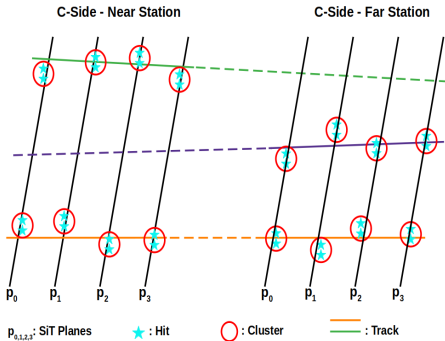 C-Side - Near Station
C-Side - Far Station
p0 p1 p2 p3
p0 p1 p2 p3
p0,1,2,3: SiT Planes : Hit : Cluster : Track